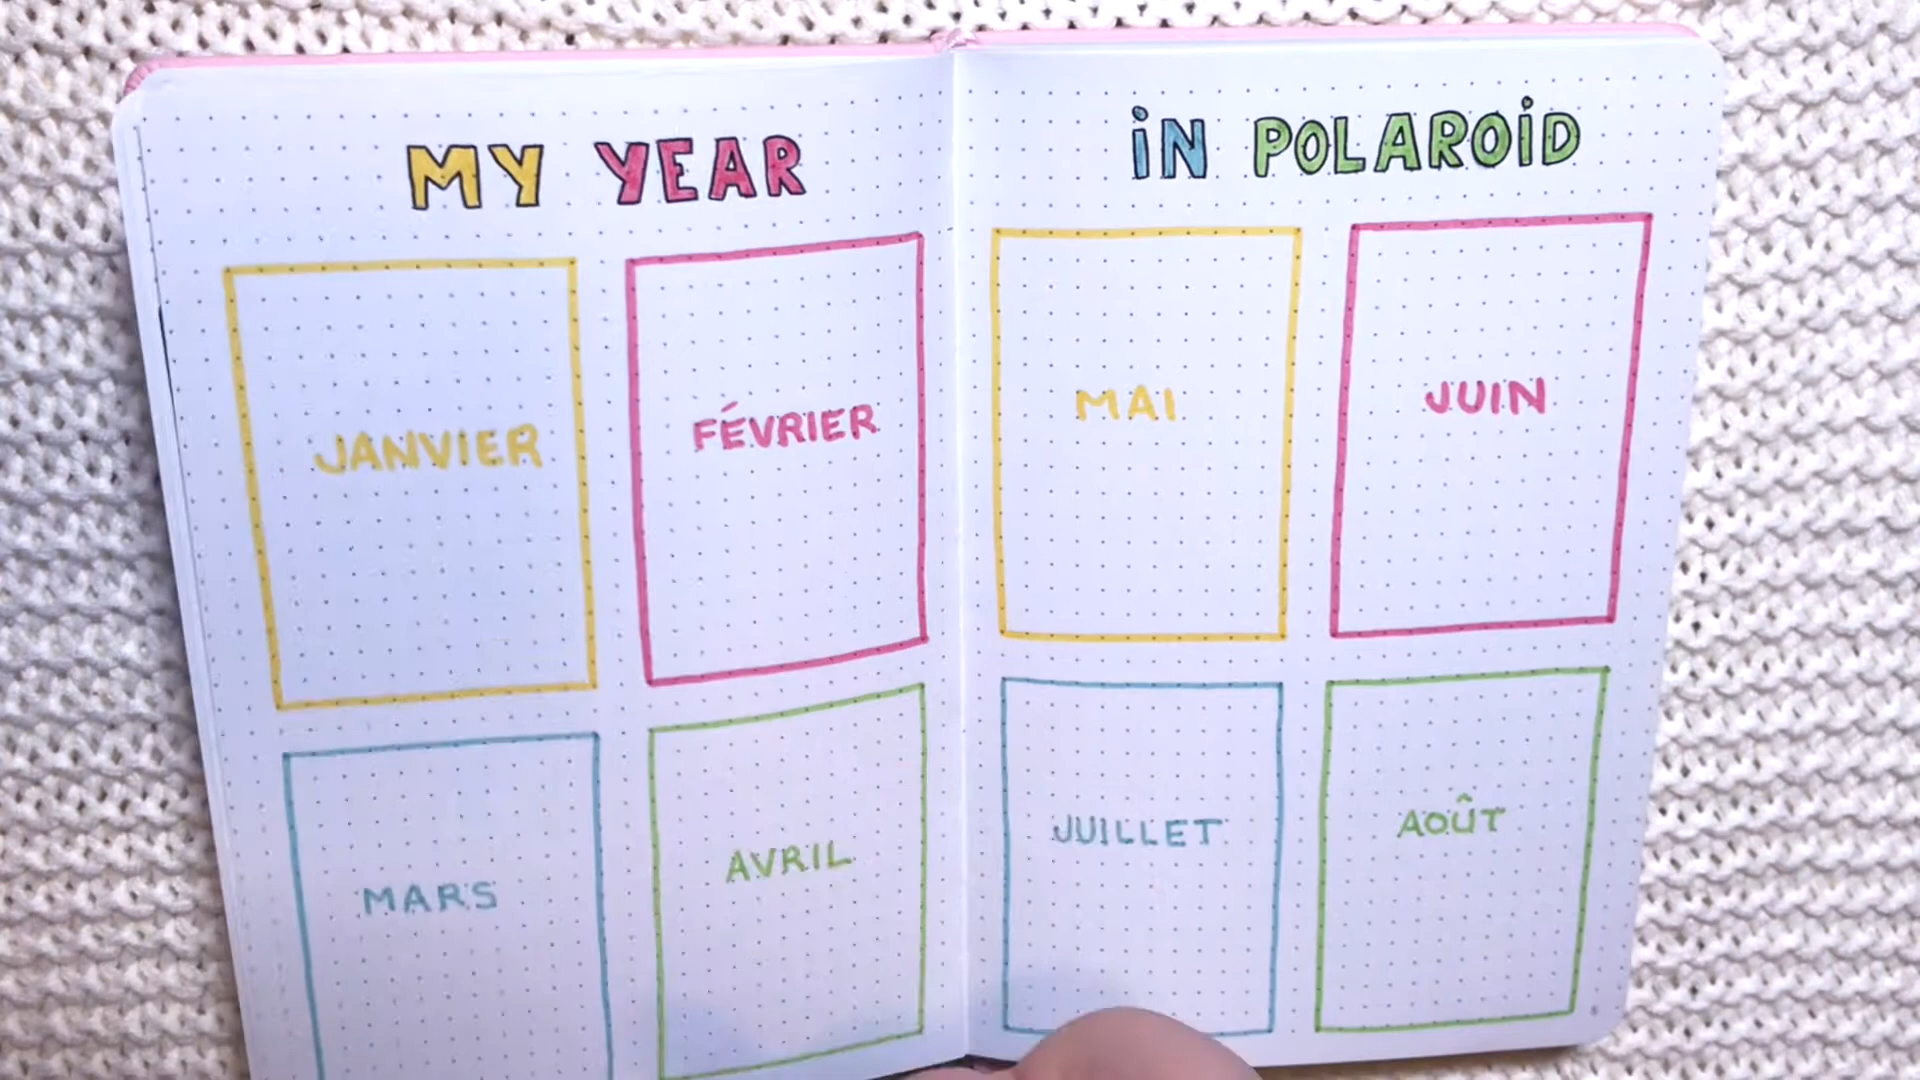 MY YEAR
IN POLAROID
JANVIER
FÉVRIER
MARS
AVRIL
MAI
JUIN
JUILLET
AOÛT